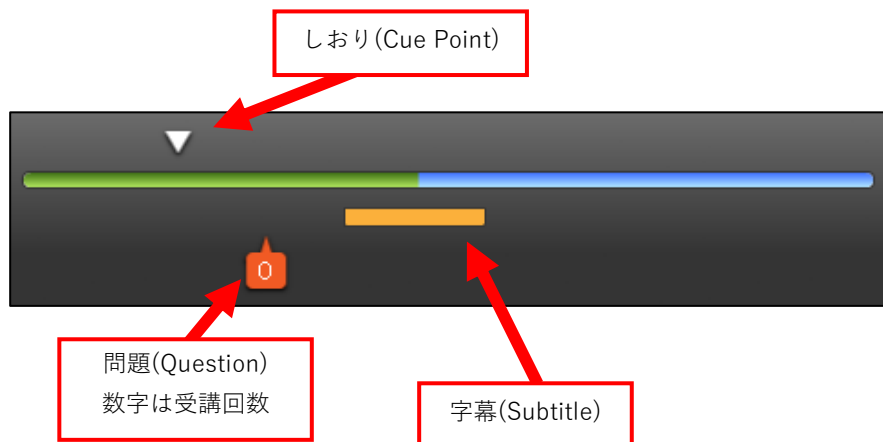 しおり(Cue Point)
0
問題(Question)
数字は受講回数
字幕(Subtitle)